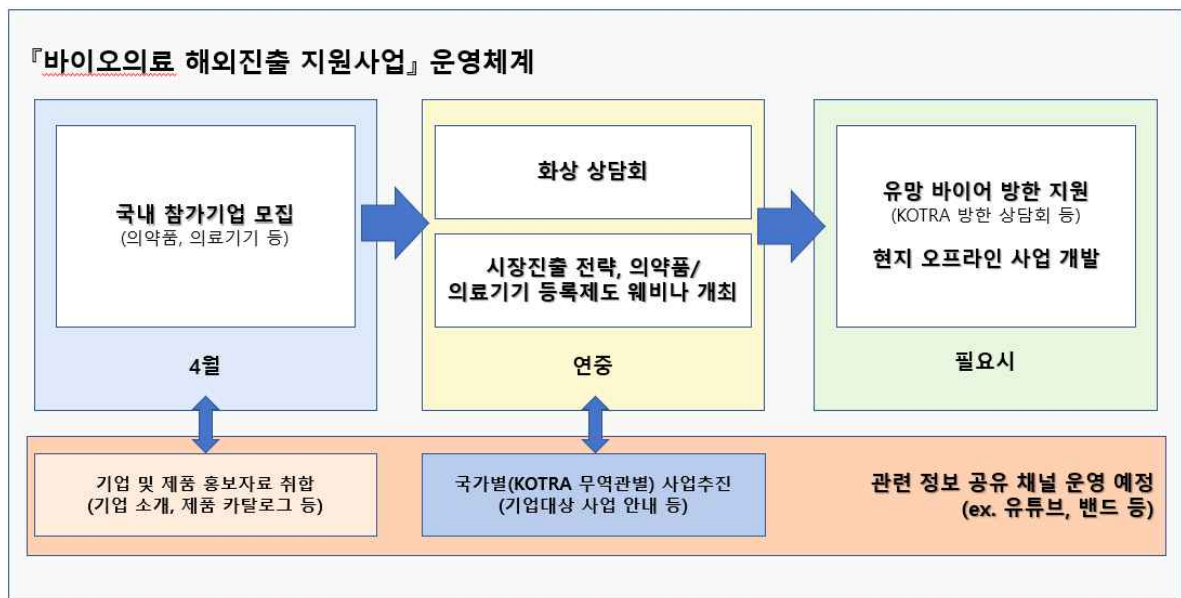 『바이오의료 해외진출 지원사업』 운영체계
국내 참가기업 모집
(의약품, 의료기기 등)
4월
화상 상담회
시장진출 전략, 의약품/
의료기기 등록제도 웨비나 개최
연중
유망 바이어 방한 지원
(KOTRA 방한 상담회 등)
현지 오프라인 사업 개발
필요시
기업 및 제품 홍보자료 취합
(기업 소개, 제품 카탈로그 등)
국가별(KOTRA 무역관별) 사업추진
(기업대상 사업 안내 등)
관련 정보 공유 채널 운영 예정
(ex. 유튜브, 밴드 등)